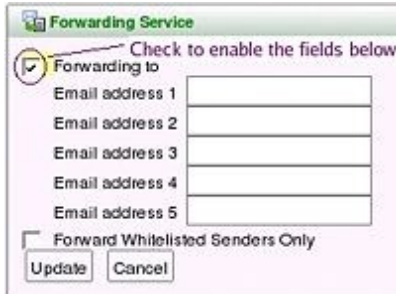 Forwarding Service
Check to enable the fields below
Forwarding to
Email address 1
Email address 2
Email address 3
Email address 4
Email address 5
Forward Whitelisted Senders Only
Update Cancel